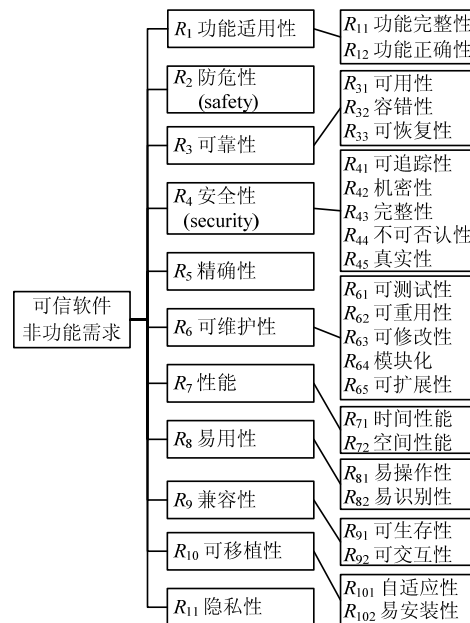 可信软件
非功能需求
R1 功能适用性
R2 防危性
(safety)
R3 可靠性
R4 安全性
(security)
R5 精确性
R6 可维护性
R7 性能
R8 易用性
R9 兼容性
R10 可移植性
R11 隐私性
R11 功能完整性
R12 功能正确性
R31 可用性
R32 容错性
R33 可恢复性
R41 可追踪性
R42 机密性
R43 完整性
R44 不可否认性
R45 真实性
R61 可测试性
R62 可重用性
R63 可修改性
R64 模块化
R65 可扩展性
R71 时间性能
R72 空间性能
R81 易操作性
R82 易识别性
R91 可生存性
R92 可交互性
R101 自适应性
R102 易安装性